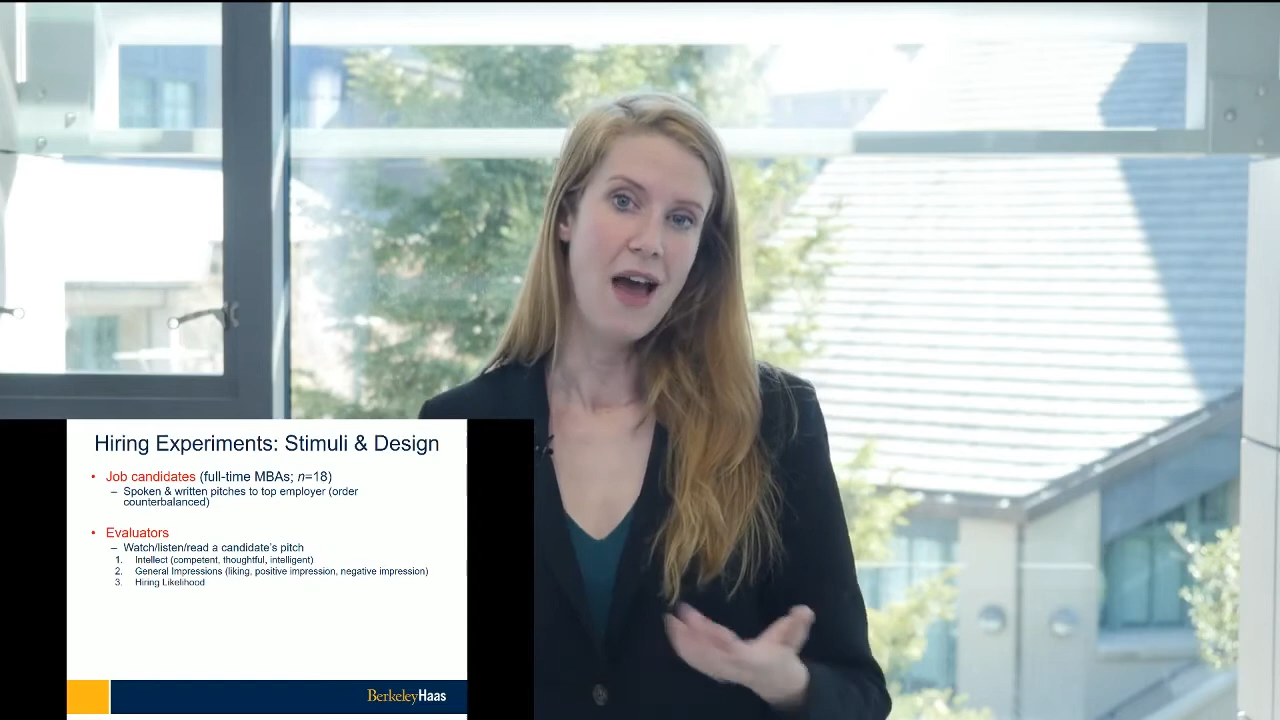 Hiring Experiments: Stimuli & Design
• Job candidates (full-time MBAs; n=18)
– Spoken & written pitches to top employer (order
counterbalanced)
• Evaluators
– Watch/listen/read a candidate's pitch
1. Intellect (competent, thoughtful, intelligent)
2. General Impressions (liking, positive impression, negative impression)
3. Hiring Likelihood
BerkeleyHaas